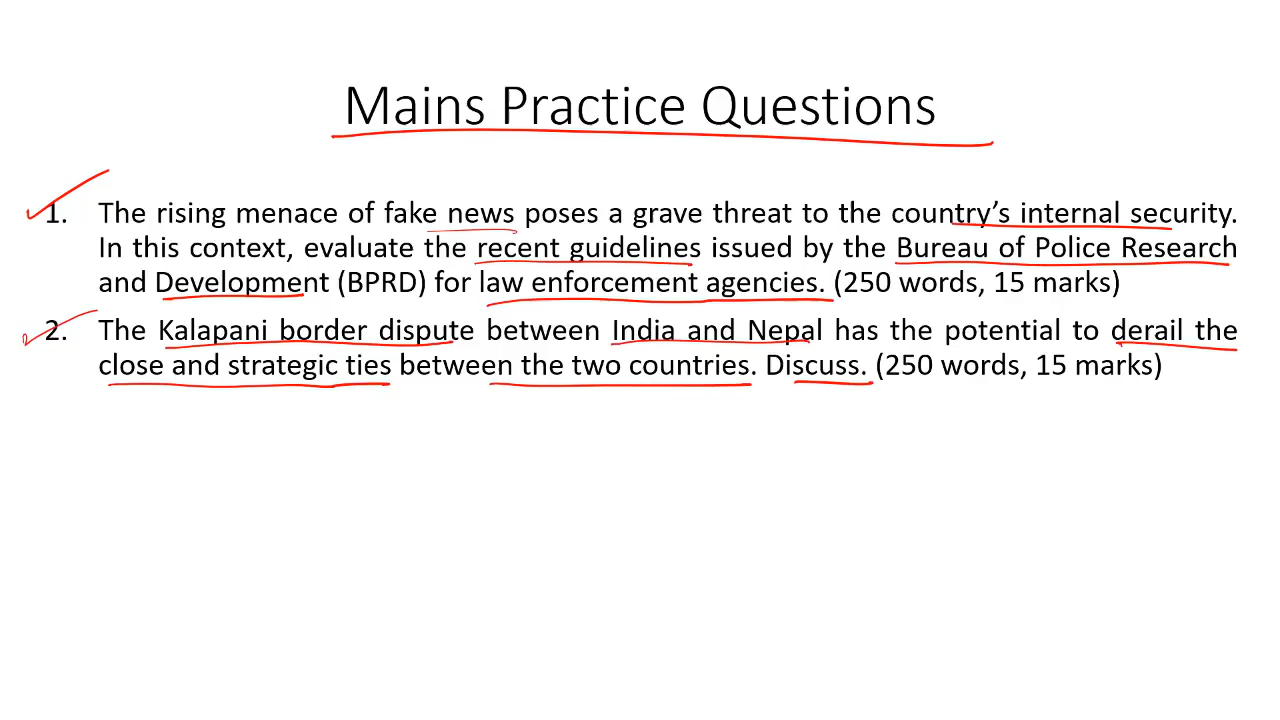 Mains Practice Questions
1. The rising menace of fake news poses a grave threat to the country's internal security.
In this context, evaluate the recent guidelines issued by the Bureau of Police Research
and Development (BPRD) for law enforcement agencies. (250 words, 15 marks)
2. The Kalapani border dispute between India and Nepal has the potential to derail the
close and strategic ties between the two countries. Discuss. (250 words, 15 marks)